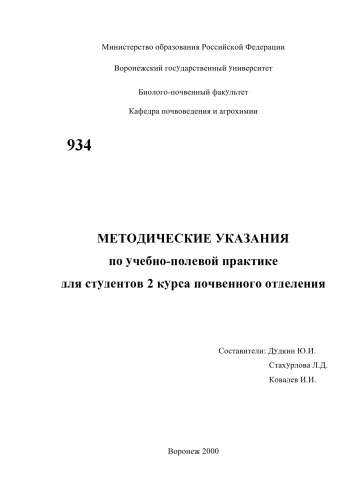 Министерство образования Российской Федерации
Воронежский государственный университет
Биолого-почвенный факультет
Кафедра почвоведения и агрохимии
934
МЕТОДИЧЕСКИЕ УКАЗАНИЯ
по учебно-полевой практике
для студентов 2 курса почвенного отделения
Составители: Дудкин Ю.И.
Стахурлова Л.Д.
Ковалев И.И.
Воронеж 2000